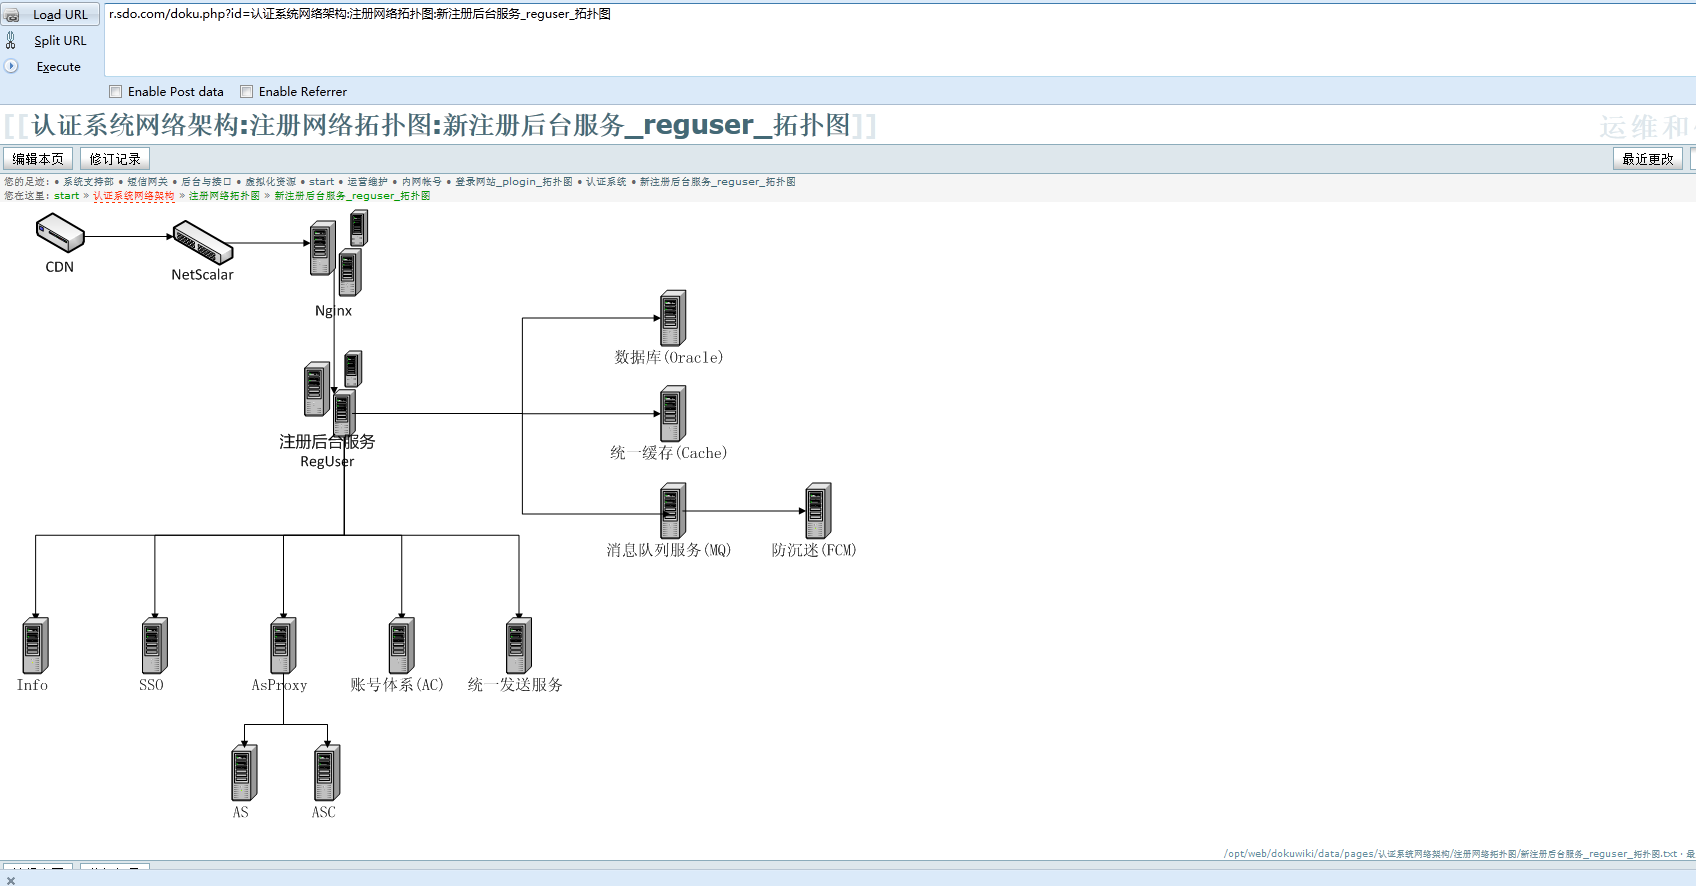 Load URL
r.sdo.com/doku.php?id=认证系统网络架构:注册网络拓扑图:新注册后台服务_reguser_拓扑图
Split URL
Execute
Enable Post data
Enable Referrer
[[认证系统网络架构:注册网络拓扑图:新注册后台服务_reguser_拓扑图]]
运维和
编辑本页
修订记录
最近更改
您的足迹: • 系统支持部 • 短信网关 • 后台与接口 • 虚拟化资源 • start • 运营维护 • 内网帐号 • 登录网站_plogin_拓扑图 • 认证系统 • 新注册后台服务_reguser_拓扑图
您在这里: start » 认证系统网络架构 » 注册网络拓扑图 » 新注册后台服务_reguser_拓扑图
CDN
NetScalar
Nginx
数据库(Oracle)
注册后台服务
RegUser
统一缓存(Cache)
消息队列服务(MQ)
防沉迷(FCM)
Info
SSO
AsProxy
账号体系(AC)
统一发送服务
AS
ASC
/opt/web/dokuwiki/data/pages/认证系统网络架构/注册网络拓扑图/新注册后台服务_reguser_拓扑图.txt · 最